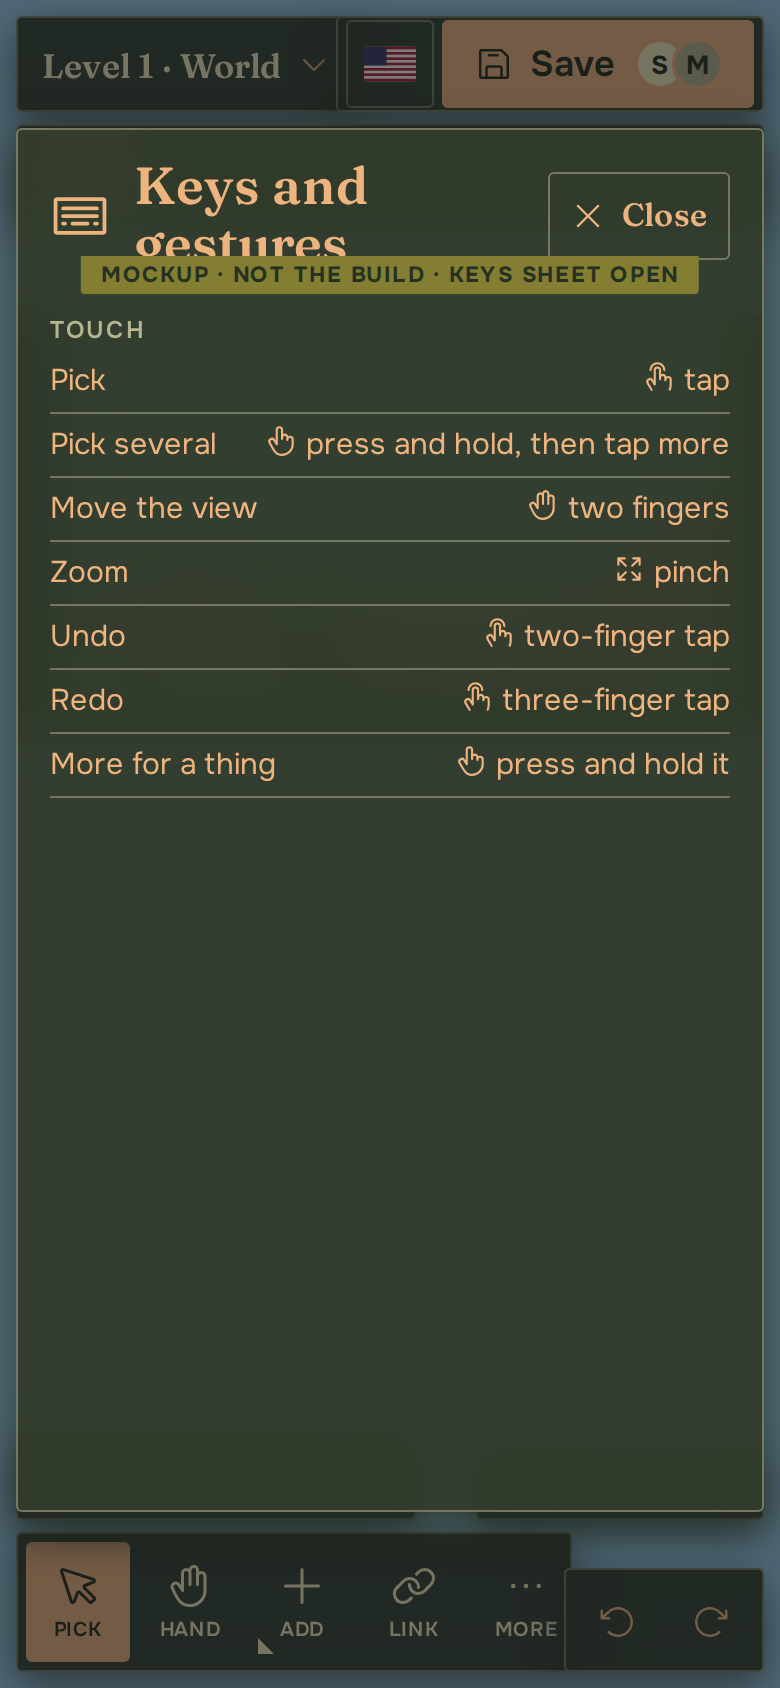 Level 1 · World
Save
S
M
Keys and
gestures
Close
MOCKUP · NOT THE BUILD · KEYS SHEET OPEN
TOUCH
Pick
tap
Pick several
press and hold, then tap more
Move the view
two fingers
Zoom
pinch
Undo
two-finger tap
Redo
three-finger tap
More for a thing
press and hold it
PICK
HAND
ADD
LINK
MORE